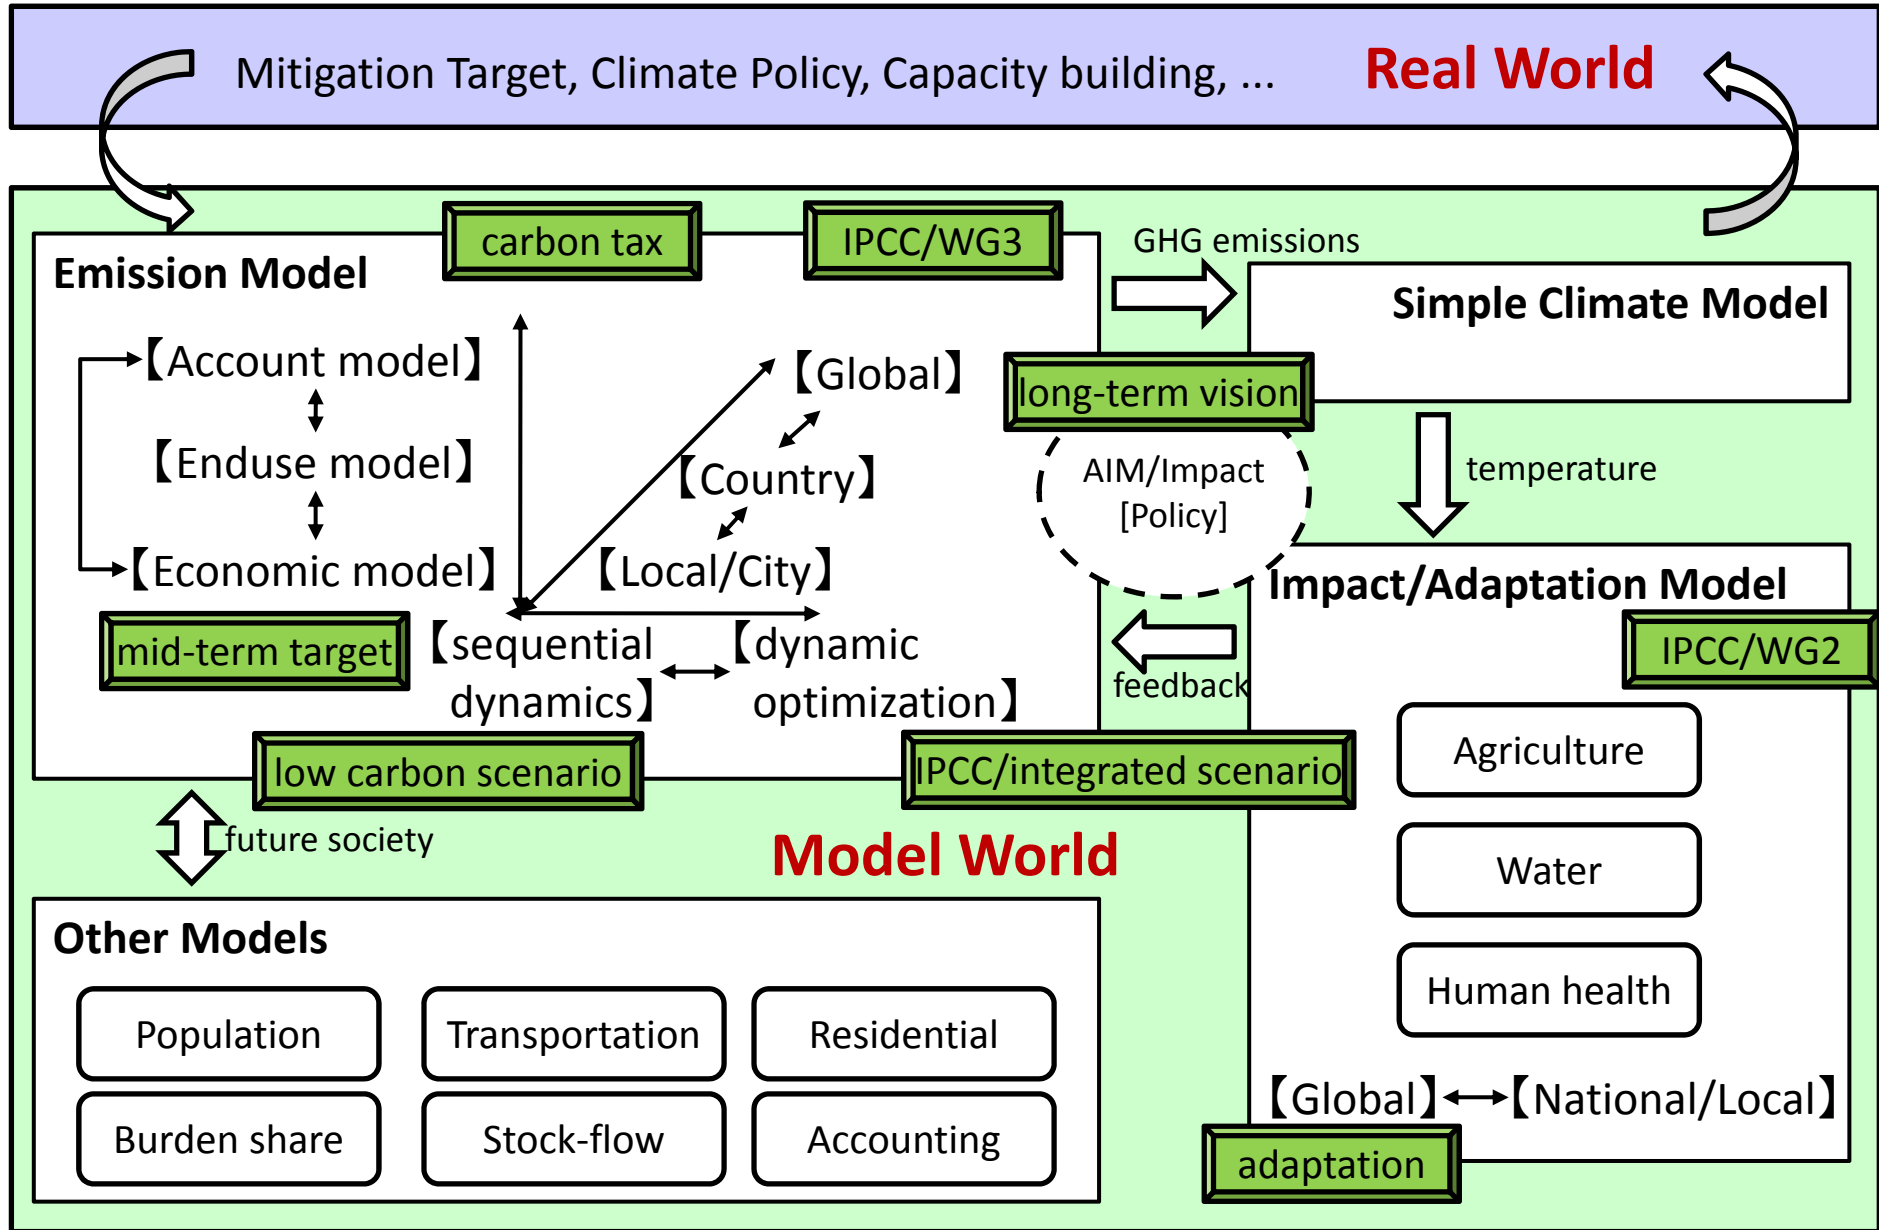 Mitigation Target, Climate Policy, Capacity building, ...
Real World
carbon tax
IPCC/WG3
GHG emissions
Emission Model
Simple Climate Model
【Account model】
【Global】
long-term vision
【Enduse model】
【Country】
AIM/Impact
[Policy]
temperature
【Economic model】
【Local/City】
Impact/Adaptation Model
mid-term target
【sequential
dynamics】
【dynamic
optimization】
feedback
IPCC/WG2
low carbon scenario
IPCC/integrated scenario
Agriculture
future society
Model World
Water
Other Models
Human health
Population
Transportation
Residential
Burden share
Stock-flow
Accounting
【Global】
【National/Local】
adaptation